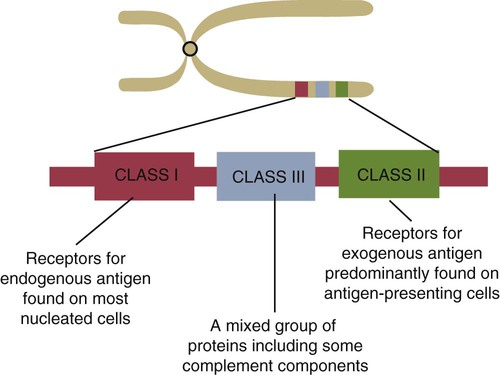 CLASS I
CLASS III
CLASS II
Receptors for
endogenous antigen
found on most
nucleated cells
A mixed group of
proteins including some
complement components
Receptors for
exogenous antigen
predominantly found on
antigen-presenting cells